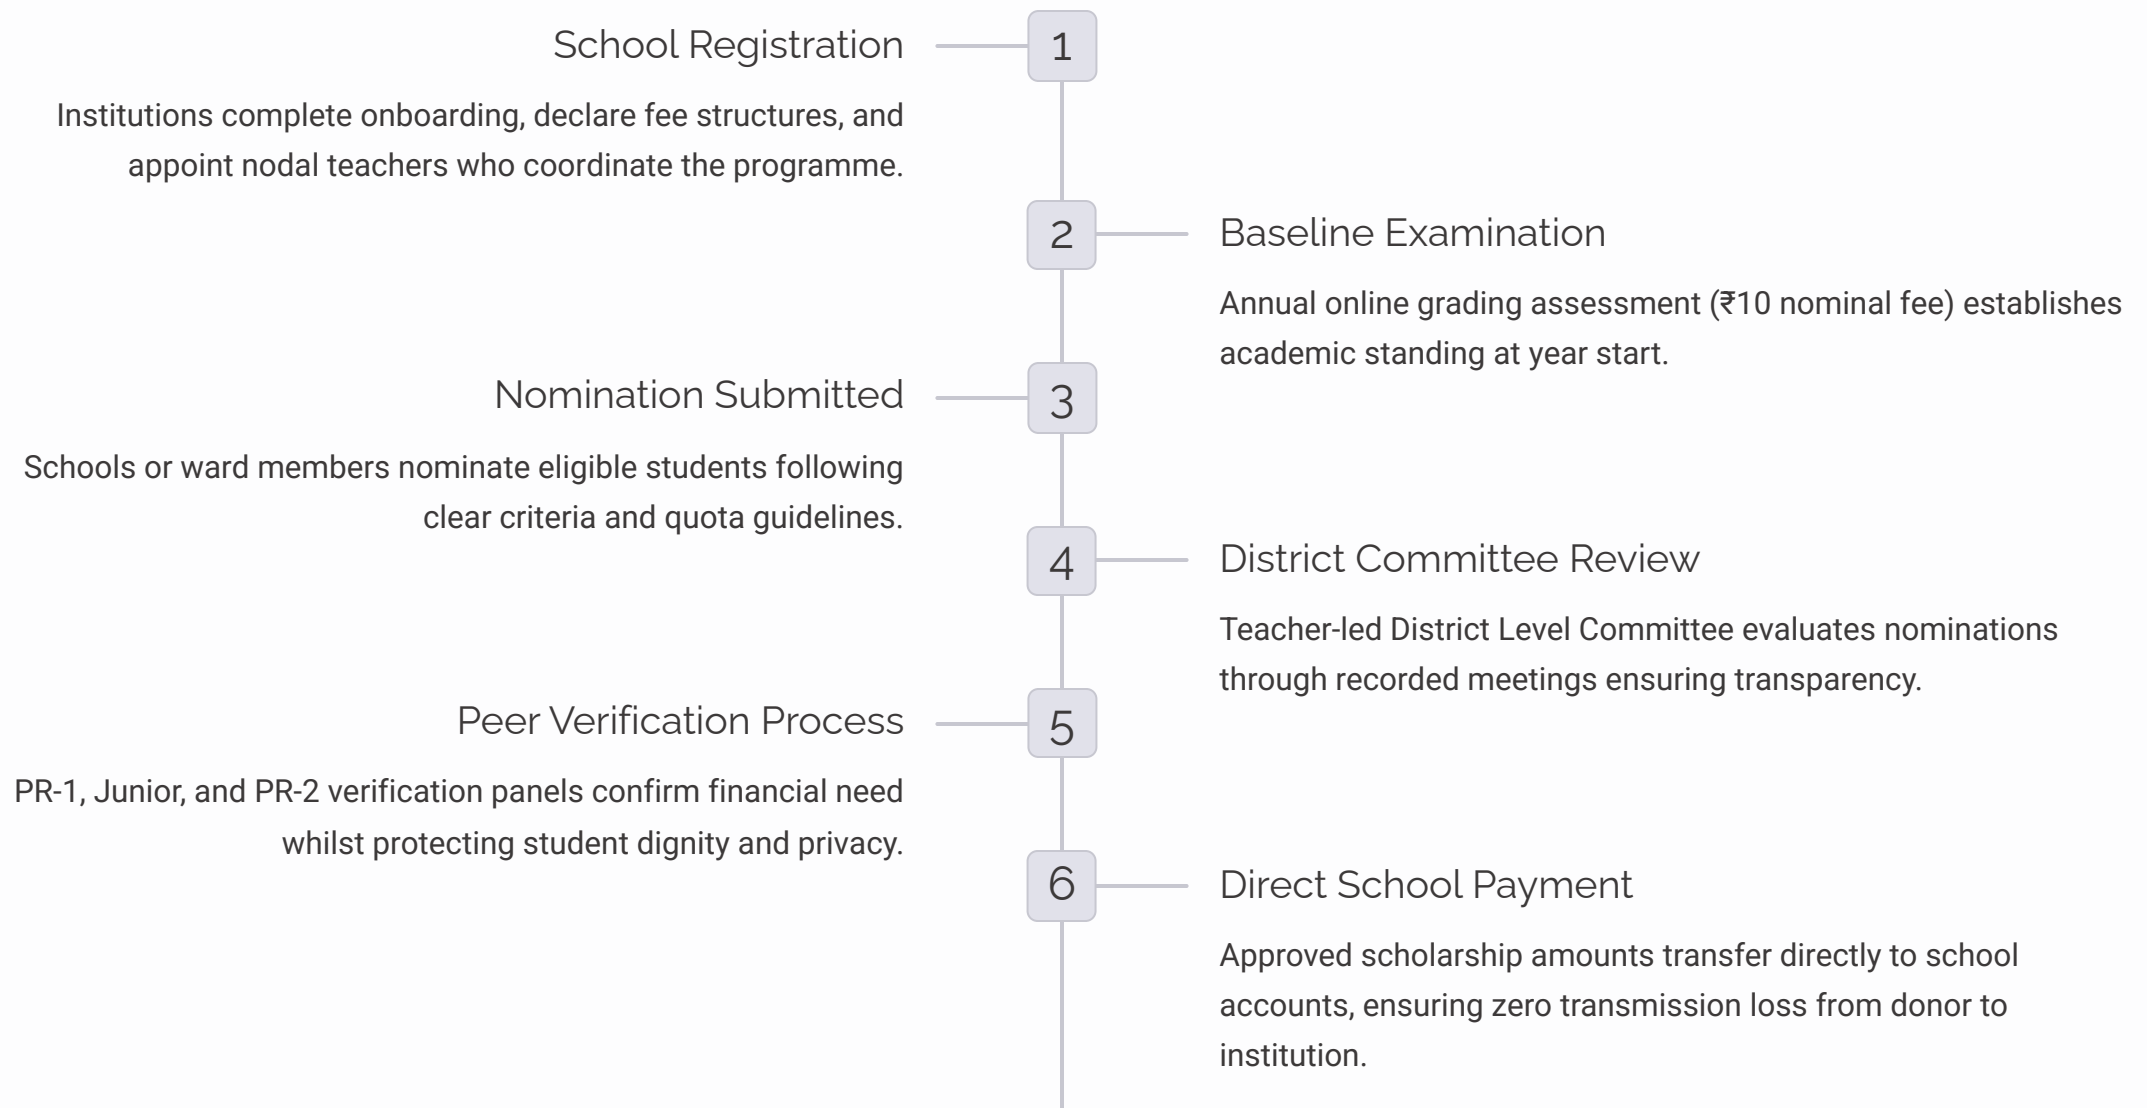 School Registration
1
Institutions complete onboarding, declare fee structures, and
appoint nodal teachers who coordinate the programme.
2
Baseline Examination
Annual online grading assessment (₹10 nominal fee) establishes
academic standing at year start.
Nomination Submitted
3
Schools or ward members nominate eligible students following
clear criteria and quota guidelines.
4
District Committee Review
Teacher-led District Level Committee evaluates nominations
through recorded meetings ensuring transparency.
Peer Verification Process
5
PR-1, Junior, and PR-2 verification panels confirm financial need
whilst protecting student dignity and privacy.
6
Direct School Payment
Approved scholarship amounts transfer directly to school
accounts, ensuring zero transmission loss from donor to
institution.